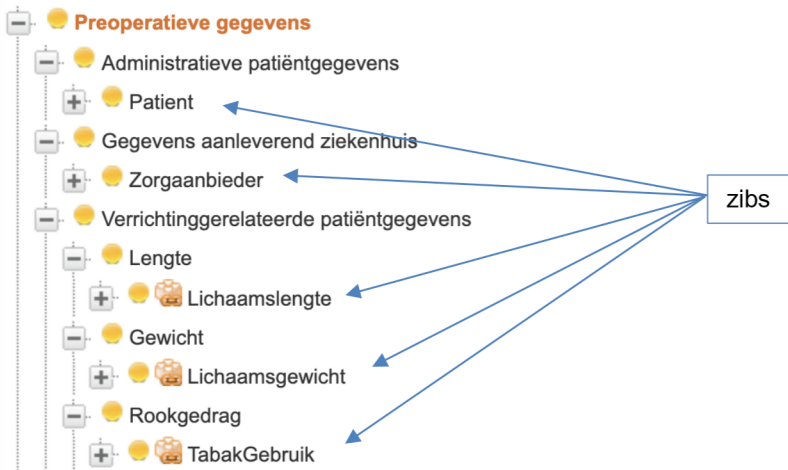 Preoperatieve gegevens
Administratieve patiëntgegevens
Patient
Gegevens aanleverend ziekenhuis
Zorgaanbieder
zibs
Verrichtinggerelateerde patiëntgegevens
Lengte
Lichaamslengte
Gewicht
Lichaamsgewicht
Rookgedrag
TabakGebruik